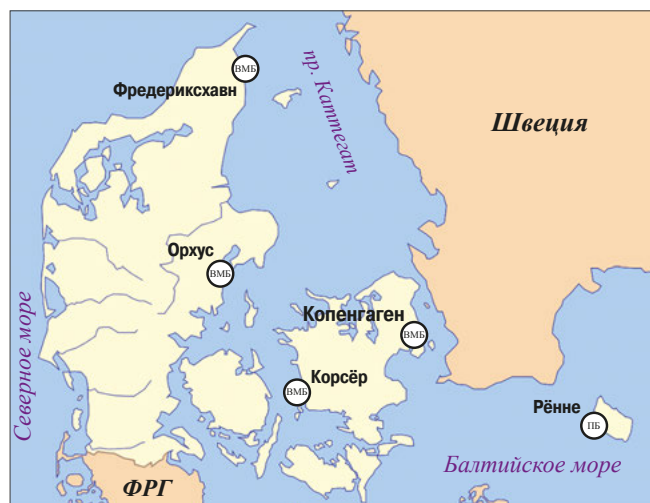 ВМБ
Фредериксхавн
пр. Каттегат
Швеция
Орхус
ВМБ
Северное море
Копенгаген
ВМБ
Корсёр
ВМБ
Рённе
ПБ
Балтийское море
ФРГ